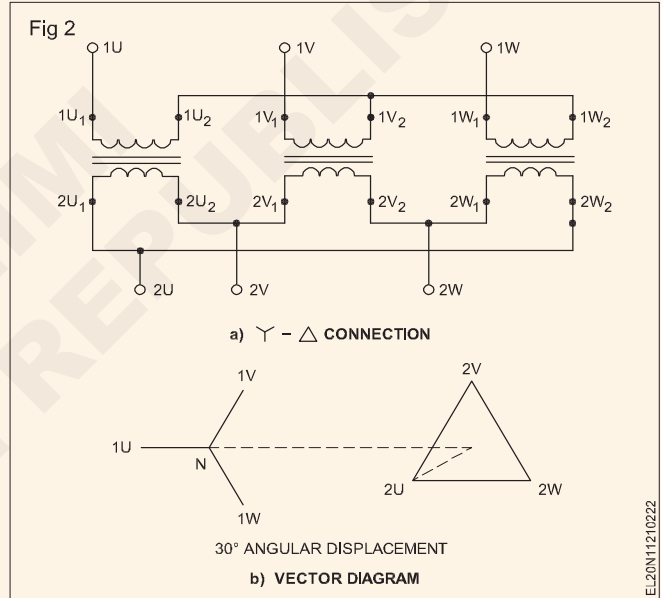 Fig 2
1U 1V 1W
1U₁ 1U₂ 1V₁ 1V₂ 1W₁ 1W₂
2U₁ 2U₂ 2V₁ 2V₂ 2W₁ 2W₂
2U 2V 2W
a) Y – △ CONNECTION
1V 2V
1U N
2U 2W
1W
30° ANGULAR DISPLACEMENT
b) VECTOR DIAGRAM
EL20N11210222
REPUBLIS